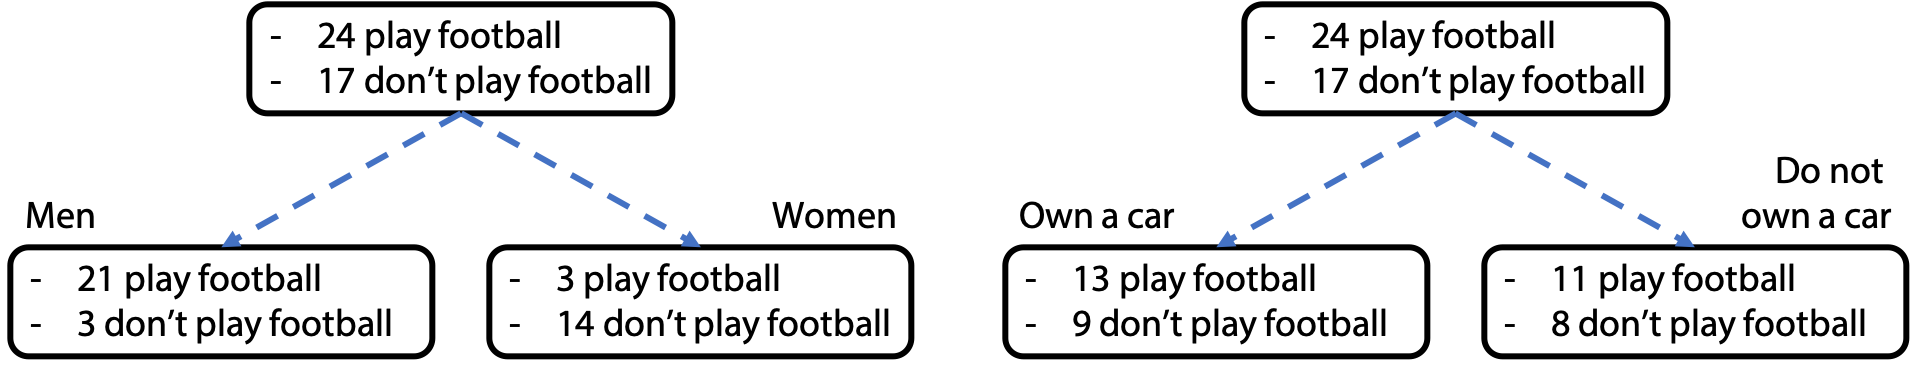 - 24 play football
- 17 don't play football
Men
Women
- 21 play football
- 3 don't play football
- 3 play football
- 14 don't play football
- 24 play football
- 17 don't play football
Own a car
Do not
own a car
- 13 play football
- 9 don't play football
- 11 play football
- 8 don't play football